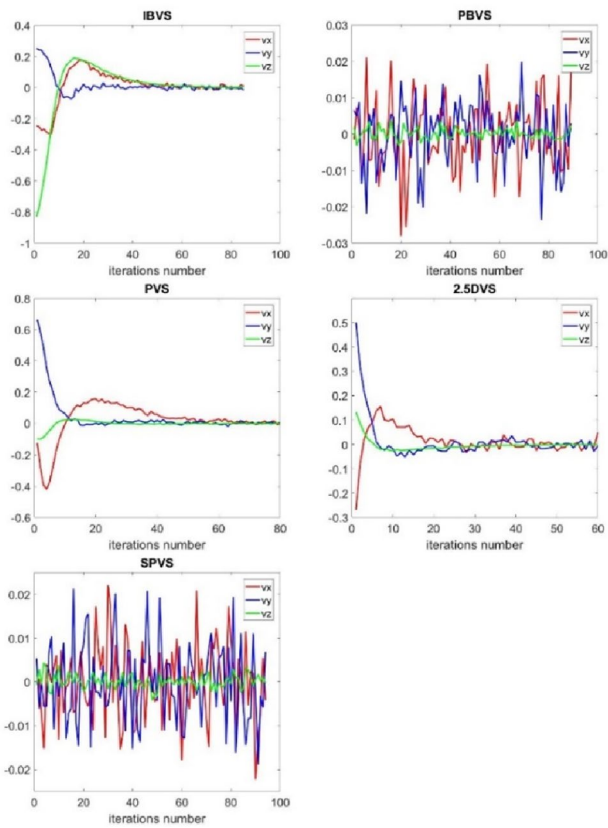 IBVS
0.4
0.2
0
-0.2
-0.4
-0.6
-0.8
-1
0 20 40 60 80 100
iterations number
vx
vy
vz
PBVS
0.03
0.02
0.01
0
-0.01
-0.02
-0.03
0 20 40 60 80 100
iterations number
vx
vy
vz
PVS
0.8
0.6
0.4
0.2
0
-0.2
-0.4
-0.6
0 20 40 60 80
iterations number
vx
vy
vz
2.5DVS
0.5
0.4
0.3
0.2
0.1
0
-0.1
-0.2
-0.3
0 10 20 30 40 50 60
iterations number
vx
vy
vz
SPVS
0.02
0.01
0
-0.01
-0.02
0 20 40 60 80 100
iterations number
vx
vy
vz